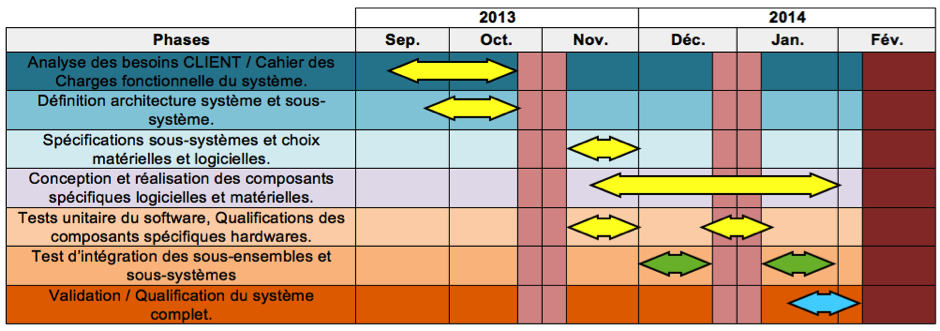 2013 2014
Phases Sep. Oct. Nov. Déc. Jan. Fév.
Analyse des besoins CLIENT / Cahier des
Charges fonctionnelle du système.
Définition architecture système et sous-
système.
Spécifications sous-systèmes et choix
matérielles et logicielles.
Conception et réalisation des composants
spécifiques logicielles et matérielles.
Tests unitaire du software, Qualifications des
composants spécifiques hardwares.
Test d'intégration des sous-ensembles et
sous-systèmes
Validation / Qualification du système
complet.